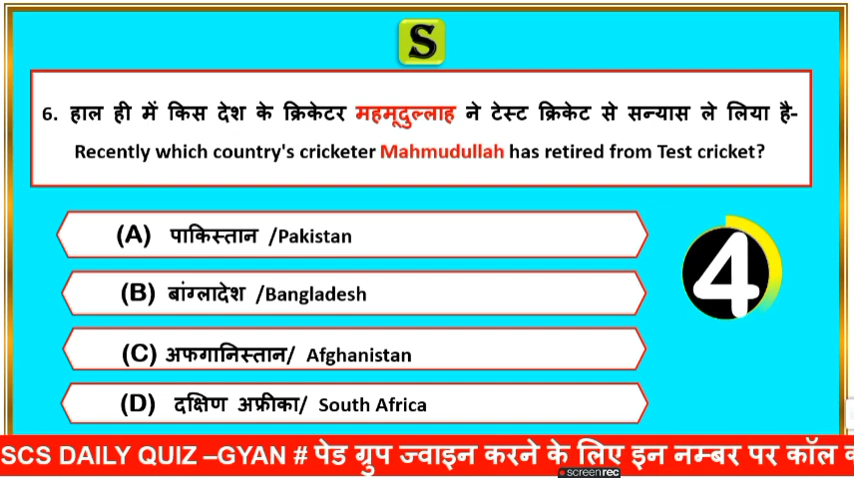 S
6. हाल ही में किस देश के क्रिकेटर महमूदुल्लाह ने टेस्ट क्रिकेट से सन्यास ले लिया है-
Recently which country's cricketer Mahmudullah has retired from Test cricket?
(A) पाकिस्तान /Pakistan
4
(B) बांग्लादेश /Bangladesh
(C) अफगानिस्तान/ Afghanistan
(D) दक्षिण अफ्रीका/ South Africa
SCS DAILY QUIZ –GYAN # पेड ग्रुप ज्वाइन करने के लिए इन नम्बर पर कॉल
screenrec